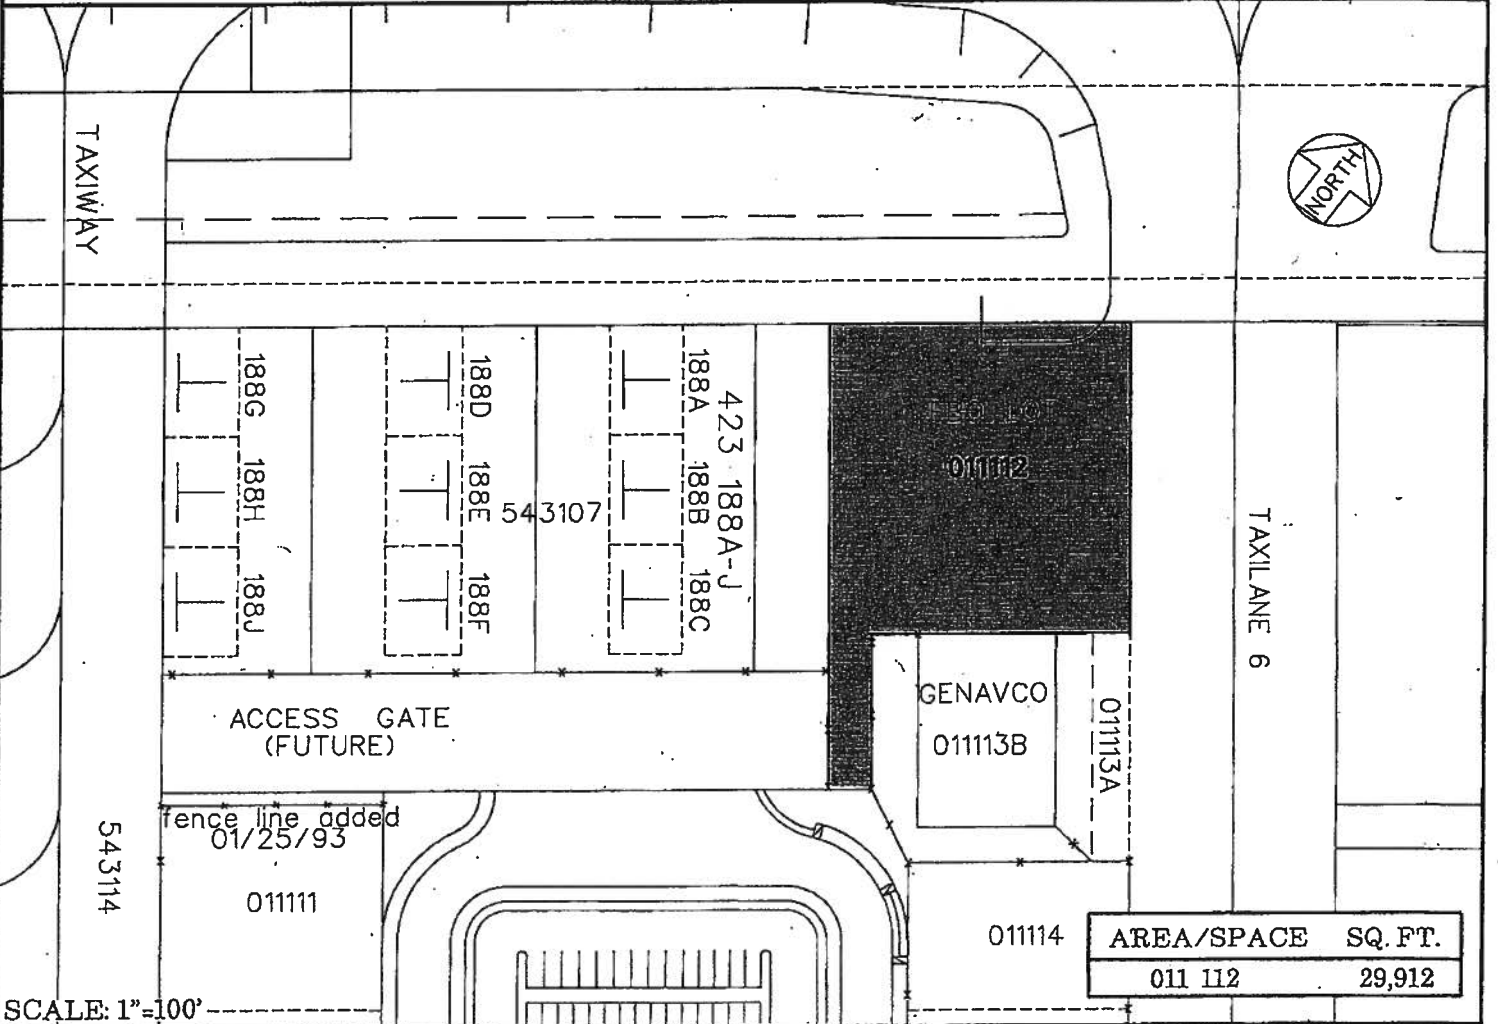 TAXIWAY
NORTH
188G
188D
188A
423 188A-J
188H
188E
543107
188B
188J
188F
188C
011112
TAXILANE 6
GENAVCO
011113B
011113A
ACCESS GATE
(FUTURE)
fence line added
01/25/93
543114
011111
011114
AREA/SPACE SQ. FT.
011 112 29,912
SCALE: 1"=100'